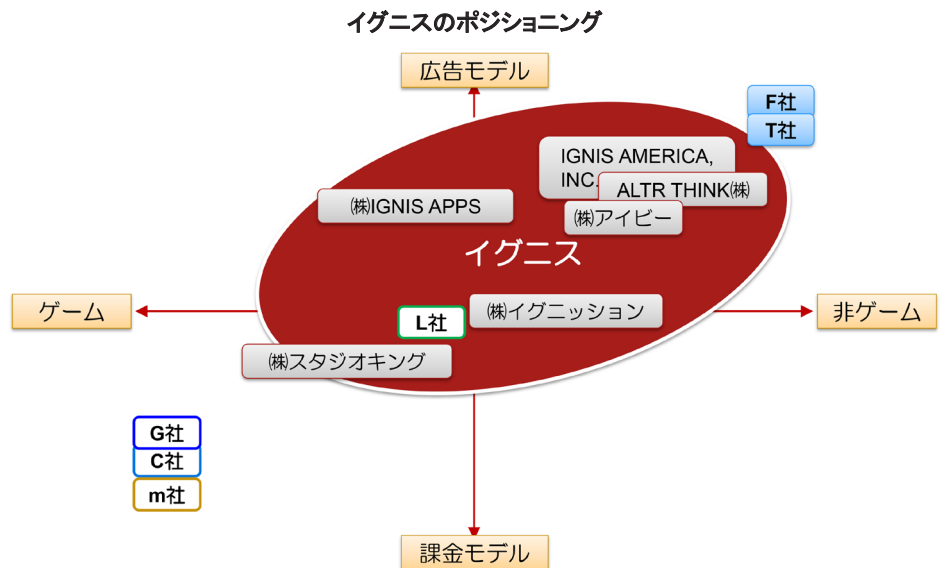 イグニスのポジショニング
広告モデル
F社
T社
IGNIS AMERICA,
INC.
ALTR THINK㈱
㈱アイビー
㈱IGNIS APPS
イグニス
ゲーム
非ゲーム
㈱イグニッション
L社
㈱スタジオキング
G社
C社
m社
課金モデル